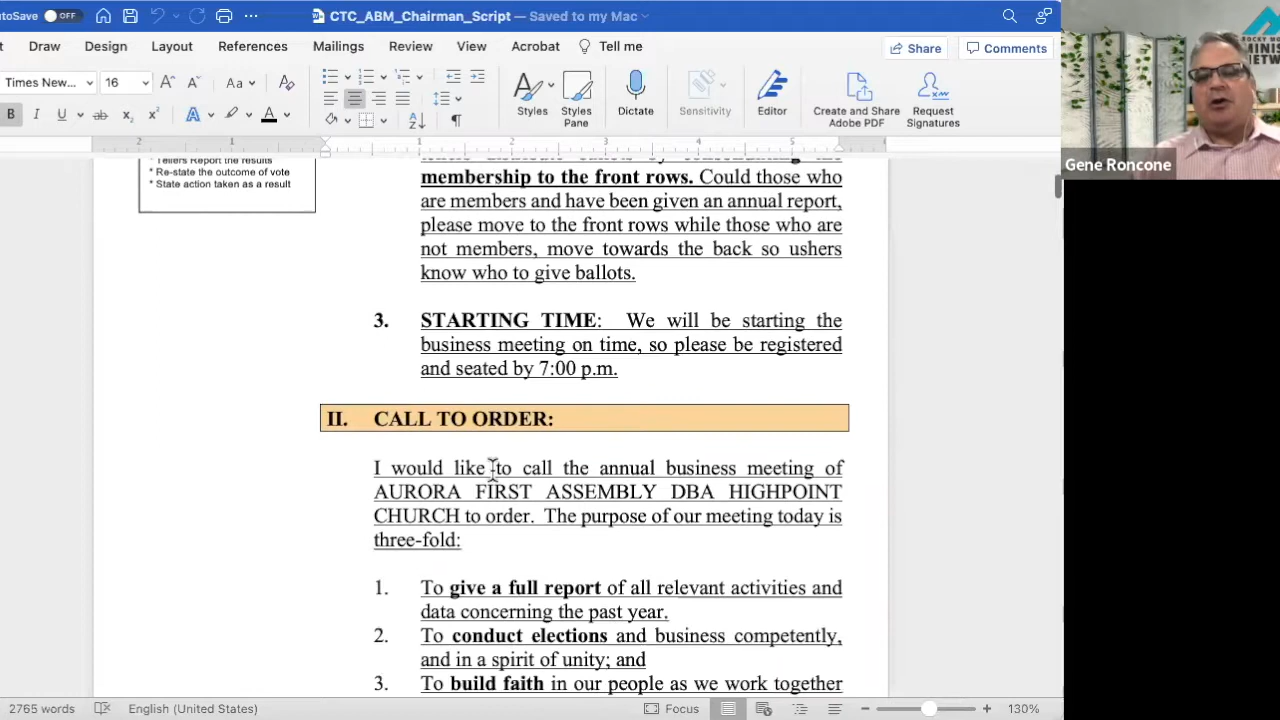 AutoSave OFF
CTC_ABM_Chairman_Script — Saved to my Mac
Draw Design Layout References Mailings Review View Acrobat Tell me
Share Comments
Times New... 16
Aa
Styles Styles Pane Dictate Sensitivity Editor Create and Share Adobe PDF Request Signatures
2 1 1 2 3 4 5
* Tellers Report the results
* Re-state the outcome of vote
* State action taken as a result
membership to the front rows. Could those who
are members and have been given an annual report,
please move to the front rows while those who are
not members, move towards the back so ushers
know who to give ballots.
3. STARTING TIME: We will be starting the
business meeting on time, so please be registered
and seated by 7:00 p.m.
II. CALL TO ORDER:
I would like to call the annual business meeting of
AURORA FIRST ASSEMBLY DBA HIGHPOINT
CHURCH to order. The purpose of our meeting today is
three-fold:
1. To give a full report of all relevant activities and
data concerning the past year.
2. To conduct elections and business competently,
and in a spirit of unity; and
3. To build faith in our people as we work together
2765 words English (United States) Focus 130%
Gene Roncone